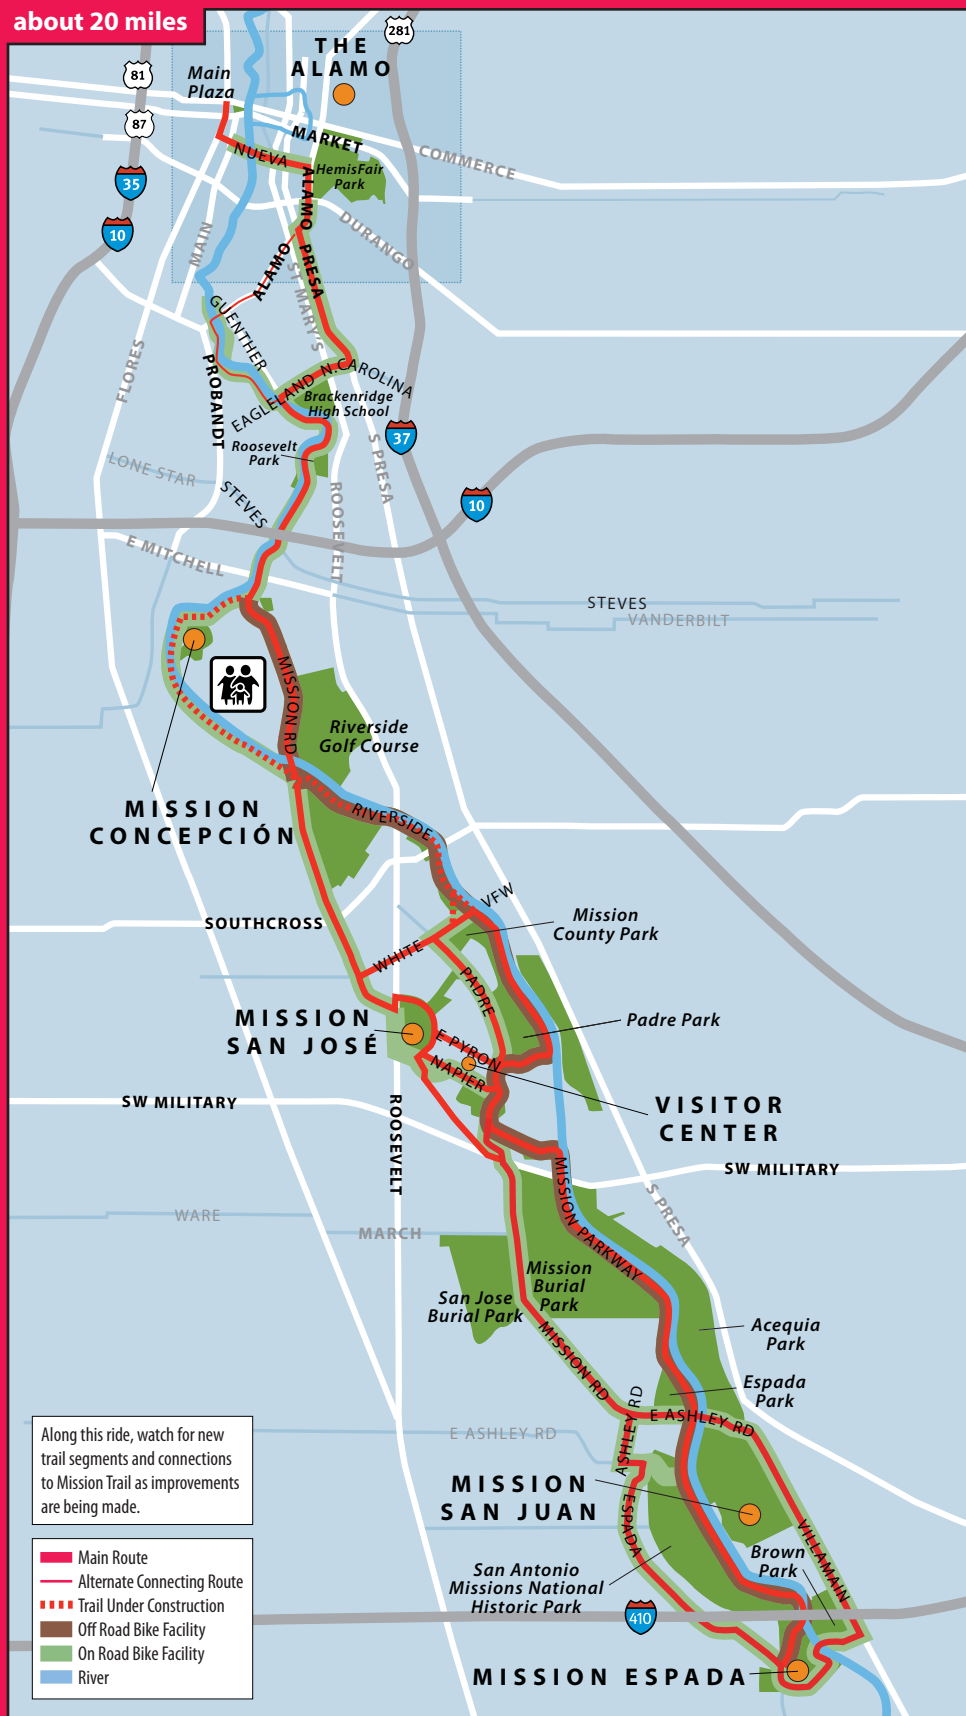 about 20 miles
281
THE
ALAMO
81
Main
Plaza
87
MARKET
COMMERCE
NUEVA
HemisFair
Park
35
ALAMO
10
MAIN
DURANGO
ALAMO
PRESA
ST MARY'S
GUENTHER
FLORES
PROBANDT
N.CAROLINA
EAGLELAND
Brackenridge
High School
37
Roosevelt
Park
S PRESA
LONE STAR
STEVES
10
ROOSEVELT
E MITCHELL
STEVES
VANDERBILT
MISSION RD
Riverside
Golf Course
MISSION
CONCEPCIÓN
RIVERSIDE
VFW
SOUTHCROSS
Mission
County Park
WHITE
PADRE
MISSION
SAN JOSÉ
Padre Park
E PYRON
NAPIER
VISITOR
CENTER
SW MILITARY
ROOSEVELT
SW MILITARY
MISSION PARKWAY
S PRESA
WARE
MARCH
Mission
Burial
Park
San Jose
Burial Park
Acequia
Park
MISSION RD
Espada
Park
ASHLEY RD
E ASHLEY RD
E ASHLEY RD
Along this ride, watch for new
trail segments and connections
to Mission Trail as improvements
are being made.
MISSION
SAN JUAN
ESPADA
VILLAMAIN
Brown
Park
San Antonio
Missions National
Historic Park
410
Main Route
Alternate Connecting Route
Trail Under Construction
Off Road Bike Facility
On Road Bike Facility
River
MISSION ESPADA